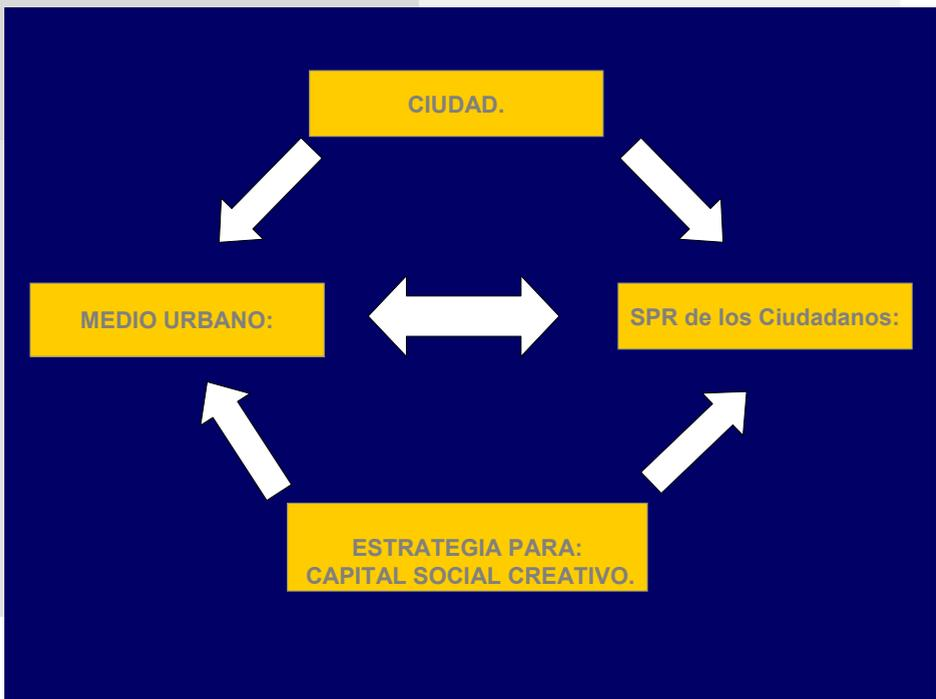 CIUDAD.
MEDIO URBANO:
SPR de los Ciudadanos:
ESTRATEGIA PARA:
CAPITAL SOCIAL CREATIVO.